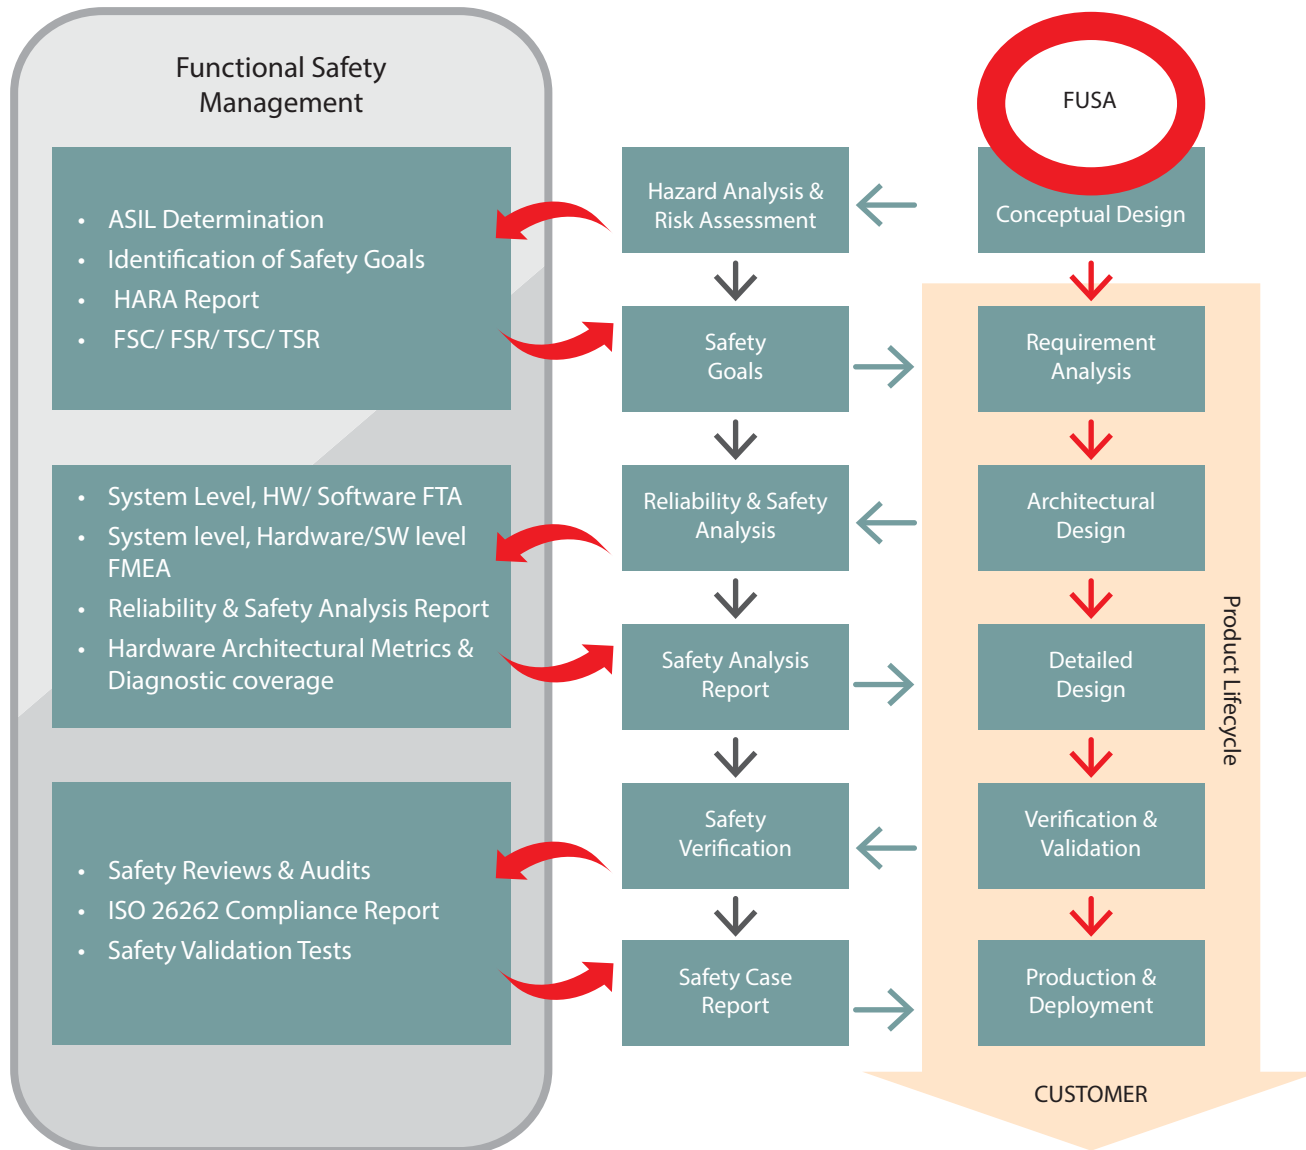 Functional Safety
Management
• ASIL Determination
• Identification of Safety Goals
• HARA Report
• FSC/ FSR/ TSC/ TSR
• System Level, HW/ Software FTA
• System level, Hardware/SW level
FMEA
• Reliability & Safety Analysis Report
• Hardware Architectural Metrics &
Diagnostic coverage
• Safety Reviews & Audits
• ISO 26262 Compliance Report
• Safety Validation Tests
Hazard Analysis &
Risk Assessment
Safety
Goals
Reliability & Safety
Analysis
Safety Analysis
Report
Safety
Verification
Safety Case
Report
FUSA
Conceptual Design
Requirement
Analysis
Architectural
Design
Detailed
Design
Verification &
Validation
Production &
Deployment
Product Lifecycle
CUSTOMER